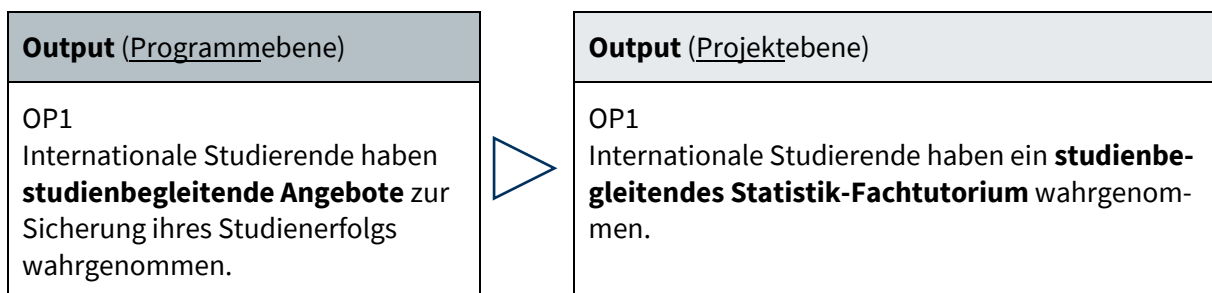 Output (Programmebene)
OP1
Internationale Studierende haben
studienbegleitende Angebote zur
Sicherung ihres Studienerfolgs
wahrgenommen.
Output (Projektebene)
OP1
Internationale Studierende haben ein studienbe-
gleitendes Statistik-Fachtutorium wahrgenom-
men.